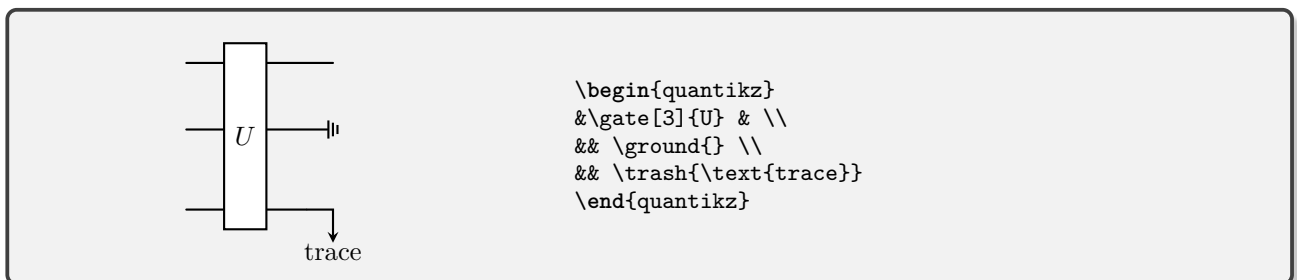 U
trace
\begin{quantikz}
&\gate[3]{U} & \\
&& \ground{} \\
&& \trash{\text{trace}}
\end{quantikz}